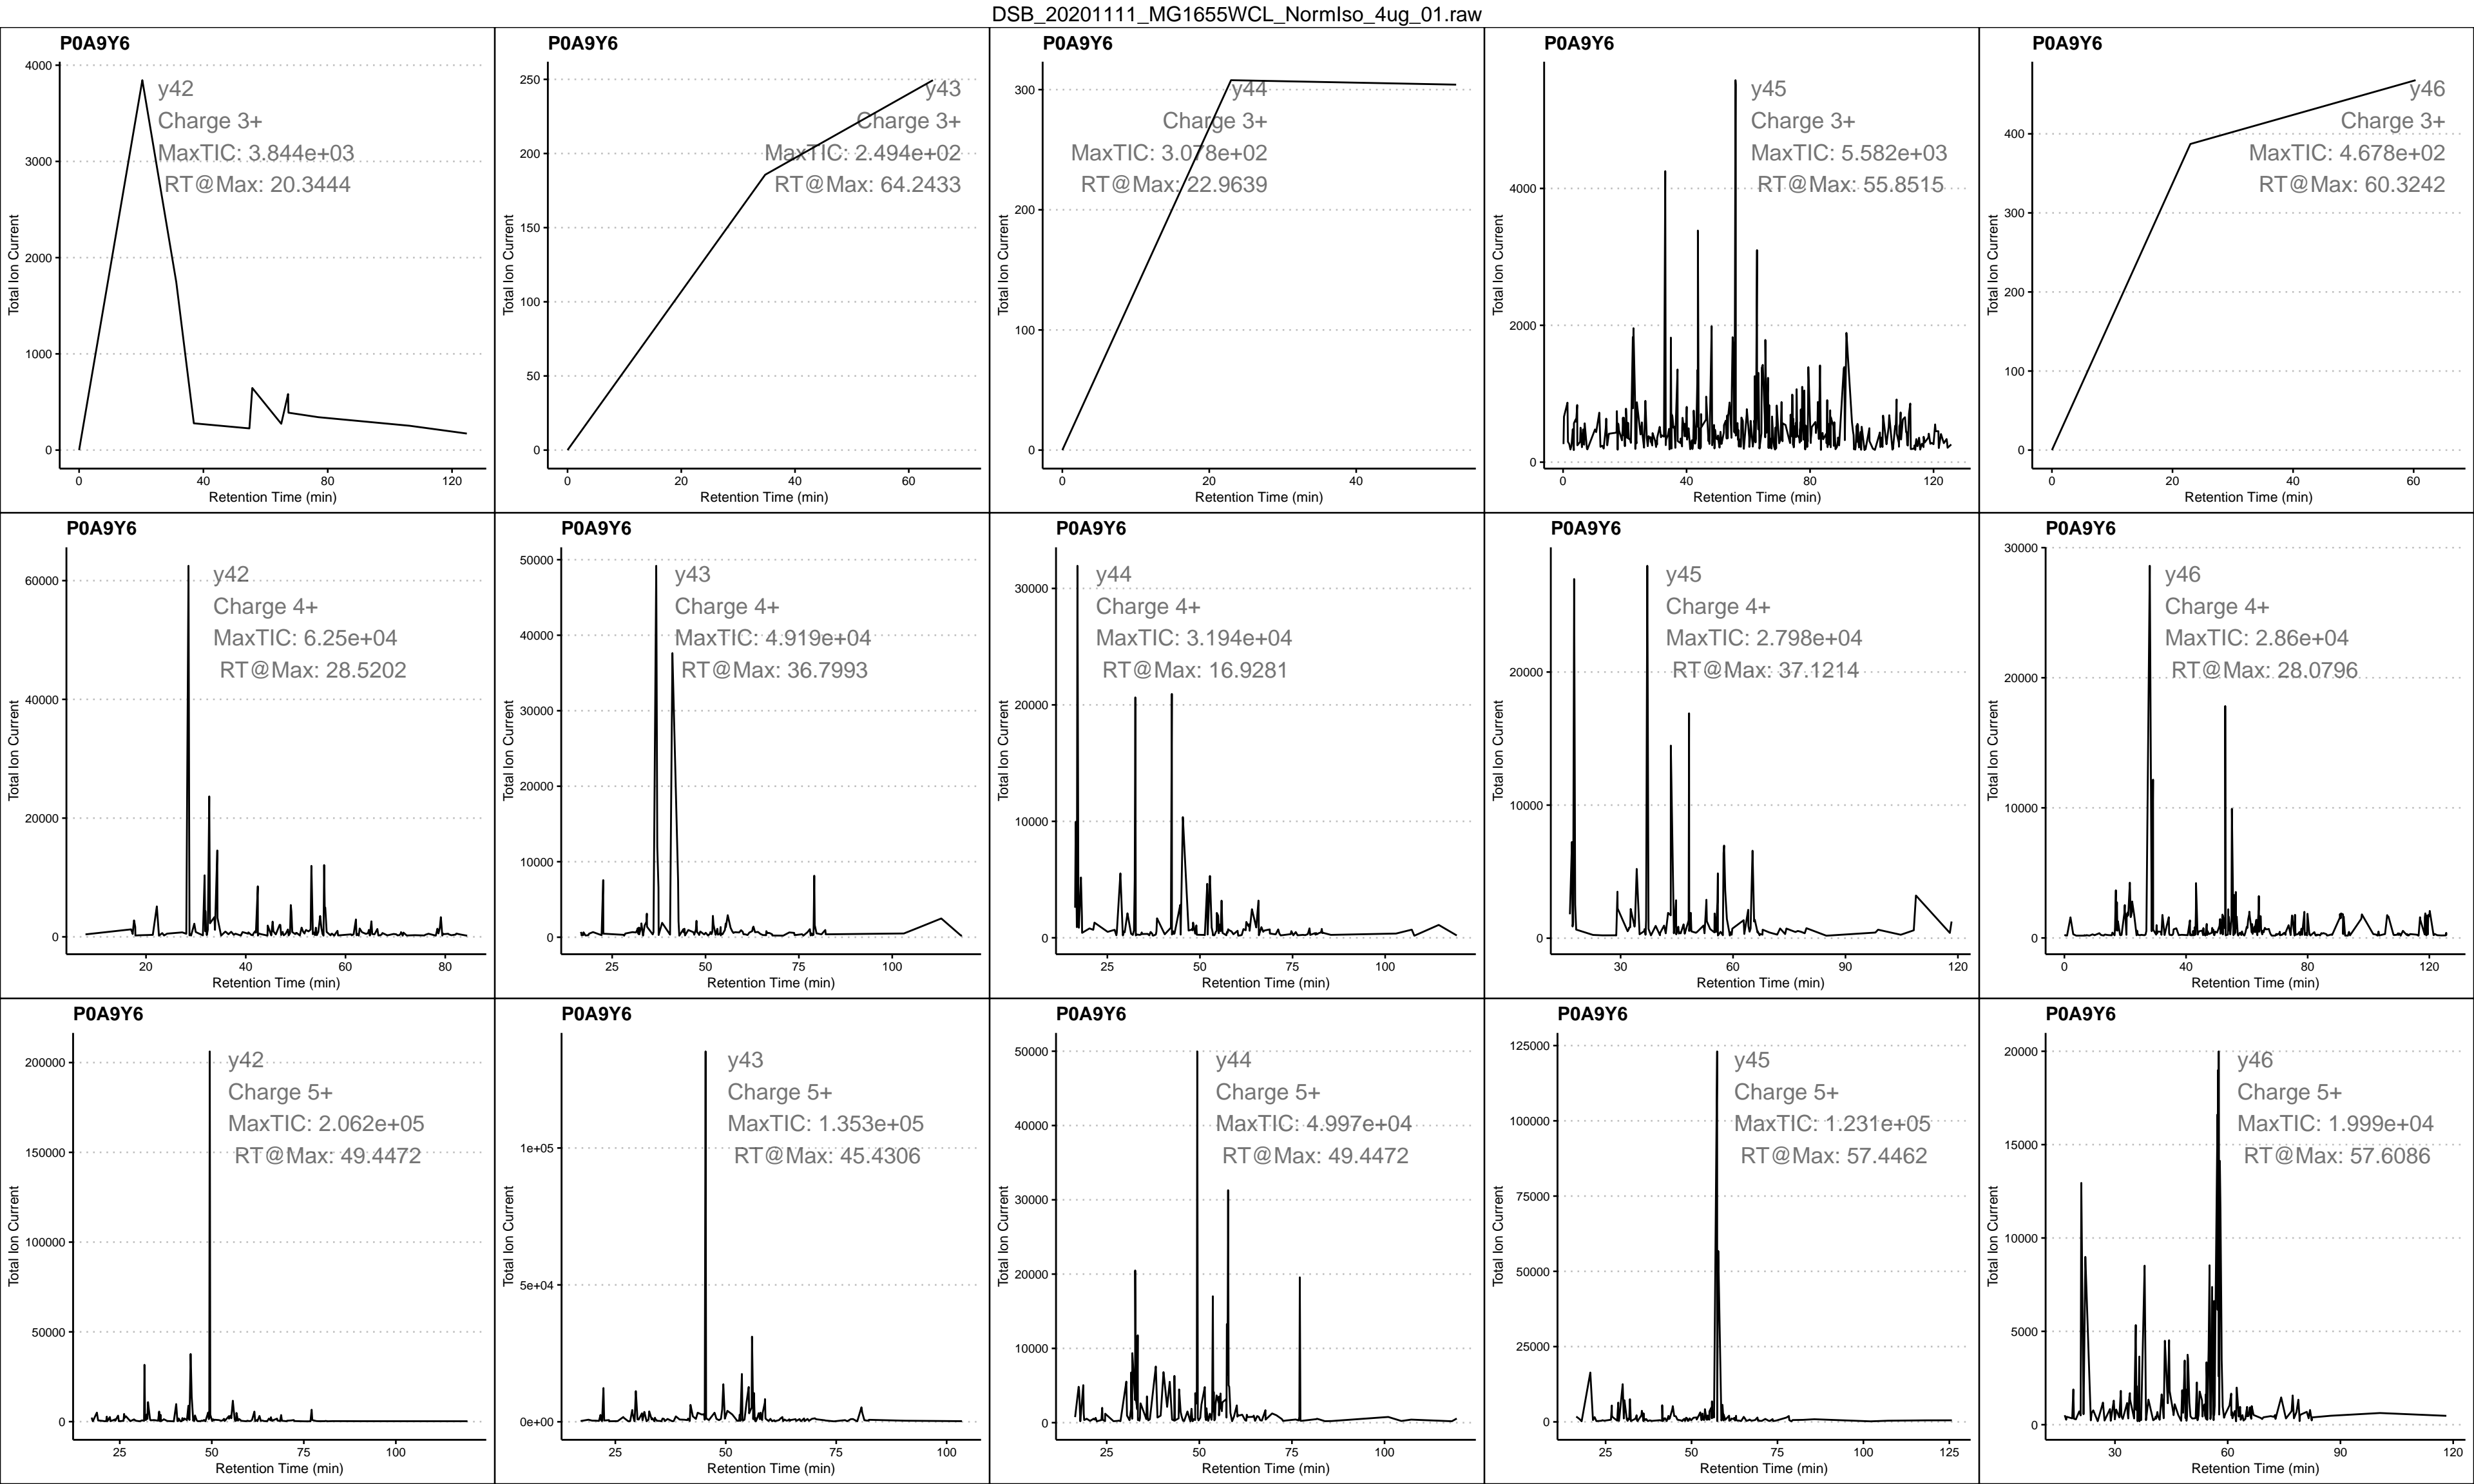 DSB_20201111_MG1655WCL_NormIso_4ug_01.raw
P0A9Y6
y42
Charge 3+
MaxTIC: 3.844e+03
RT@Max: 20.3444
Total Ion Current
4000
3000
2000
1000
0
0 40 80 120
Retention Time (min)
P0A9Y6
y43
Charge 3+
MaxTIC: 2.494e+02
RT@Max: 64.2433
Total Ion Current
250
200
150
100
50
0
0 20 40 60
Retention Time (min)
P0A9Y6
y44
Charge 3+
MaxTIC: 3.078e+02
RT@Max: 22.9639
Total Ion Current
300
200
100
0
0 20 40
Retention Time (min)
P0A9Y6
y45
Charge 3+
MaxTIC: 5.582e+03
RT@Max: 55.8515
Total Ion Current
4000
2000
0
0 40 80 120
Retention Time (min)
P0A9Y6
y46
Charge 3+
MaxTIC: 4.678e+02
RT@Max: 60.3242
Total Ion Current
400
300
200
100
0
0 20 40 60
Retention Time (min)
P0A9Y6
y42
Charge 4+
MaxTIC: 6.25e+04
RT@Max: 28.5202
Total Ion Current
60000
40000
20000
0
20 40 60 80
Retention Time (min)
P0A9Y6
y43
Charge 4+
MaxTIC: 4.919e+04
RT@Max: 36.7993
Total Ion Current
50000
40000
30000
20000
10000
0
25 50 75 100
Retention Time (min)
P0A9Y6
y44
Charge 4+
MaxTIC: 3.194e+04
RT@Max: 16.9281
Total Ion Current
30000
20000
10000
0
25 50 75 100
Retention Time (min)
P0A9Y6
y45
Charge 4+
MaxTIC: 2.798e+04
RT@Max: 37.1214
Total Ion Current
20000
10000
0
30 60 90 120
Retention Time (min)
P0A9Y6
y46
Charge 4+
MaxTIC: 2.86e+04
RT@Max: 28.0796
Total Ion Current
30000
20000
10000
0
0 40 80 120
Retention Time (min)
P0A9Y6
y42
Charge 5+
MaxTIC: 2.062e+05
RT@Max: 49.4472
Total Ion Current
200000
150000
100000
50000
0
25 50 75 100
Retention Time (min)
P0A9Y6
y43
Charge 5+
MaxTIC: 1.353e+05
RT@Max: 45.4306
Total Ion Current
1e+05
5e+04
0e+00
25 50 75 100
Retention Time (min)
P0A9Y6
y44
Charge 5+
MaxTIC: 4.997e+04
RT@Max: 49.4472
Total Ion Current
50000
40000
30000
20000
10000
0
25 50 75 100
Retention Time (min)
P0A9Y6
y45
Charge 5+
MaxTIC: 1.231e+05
RT@Max: 57.4462
Total Ion Current
125000
100000
75000
50000
25000
0
25 50 75 100 125
Retention Time (min)
P0A9Y6
y46
Charge 5+
MaxTIC: 1.999e+04
RT@Max: 57.6086
Total Ion Current
20000
15000
10000
5000
0
30 60 90 120
Retention Time (min)